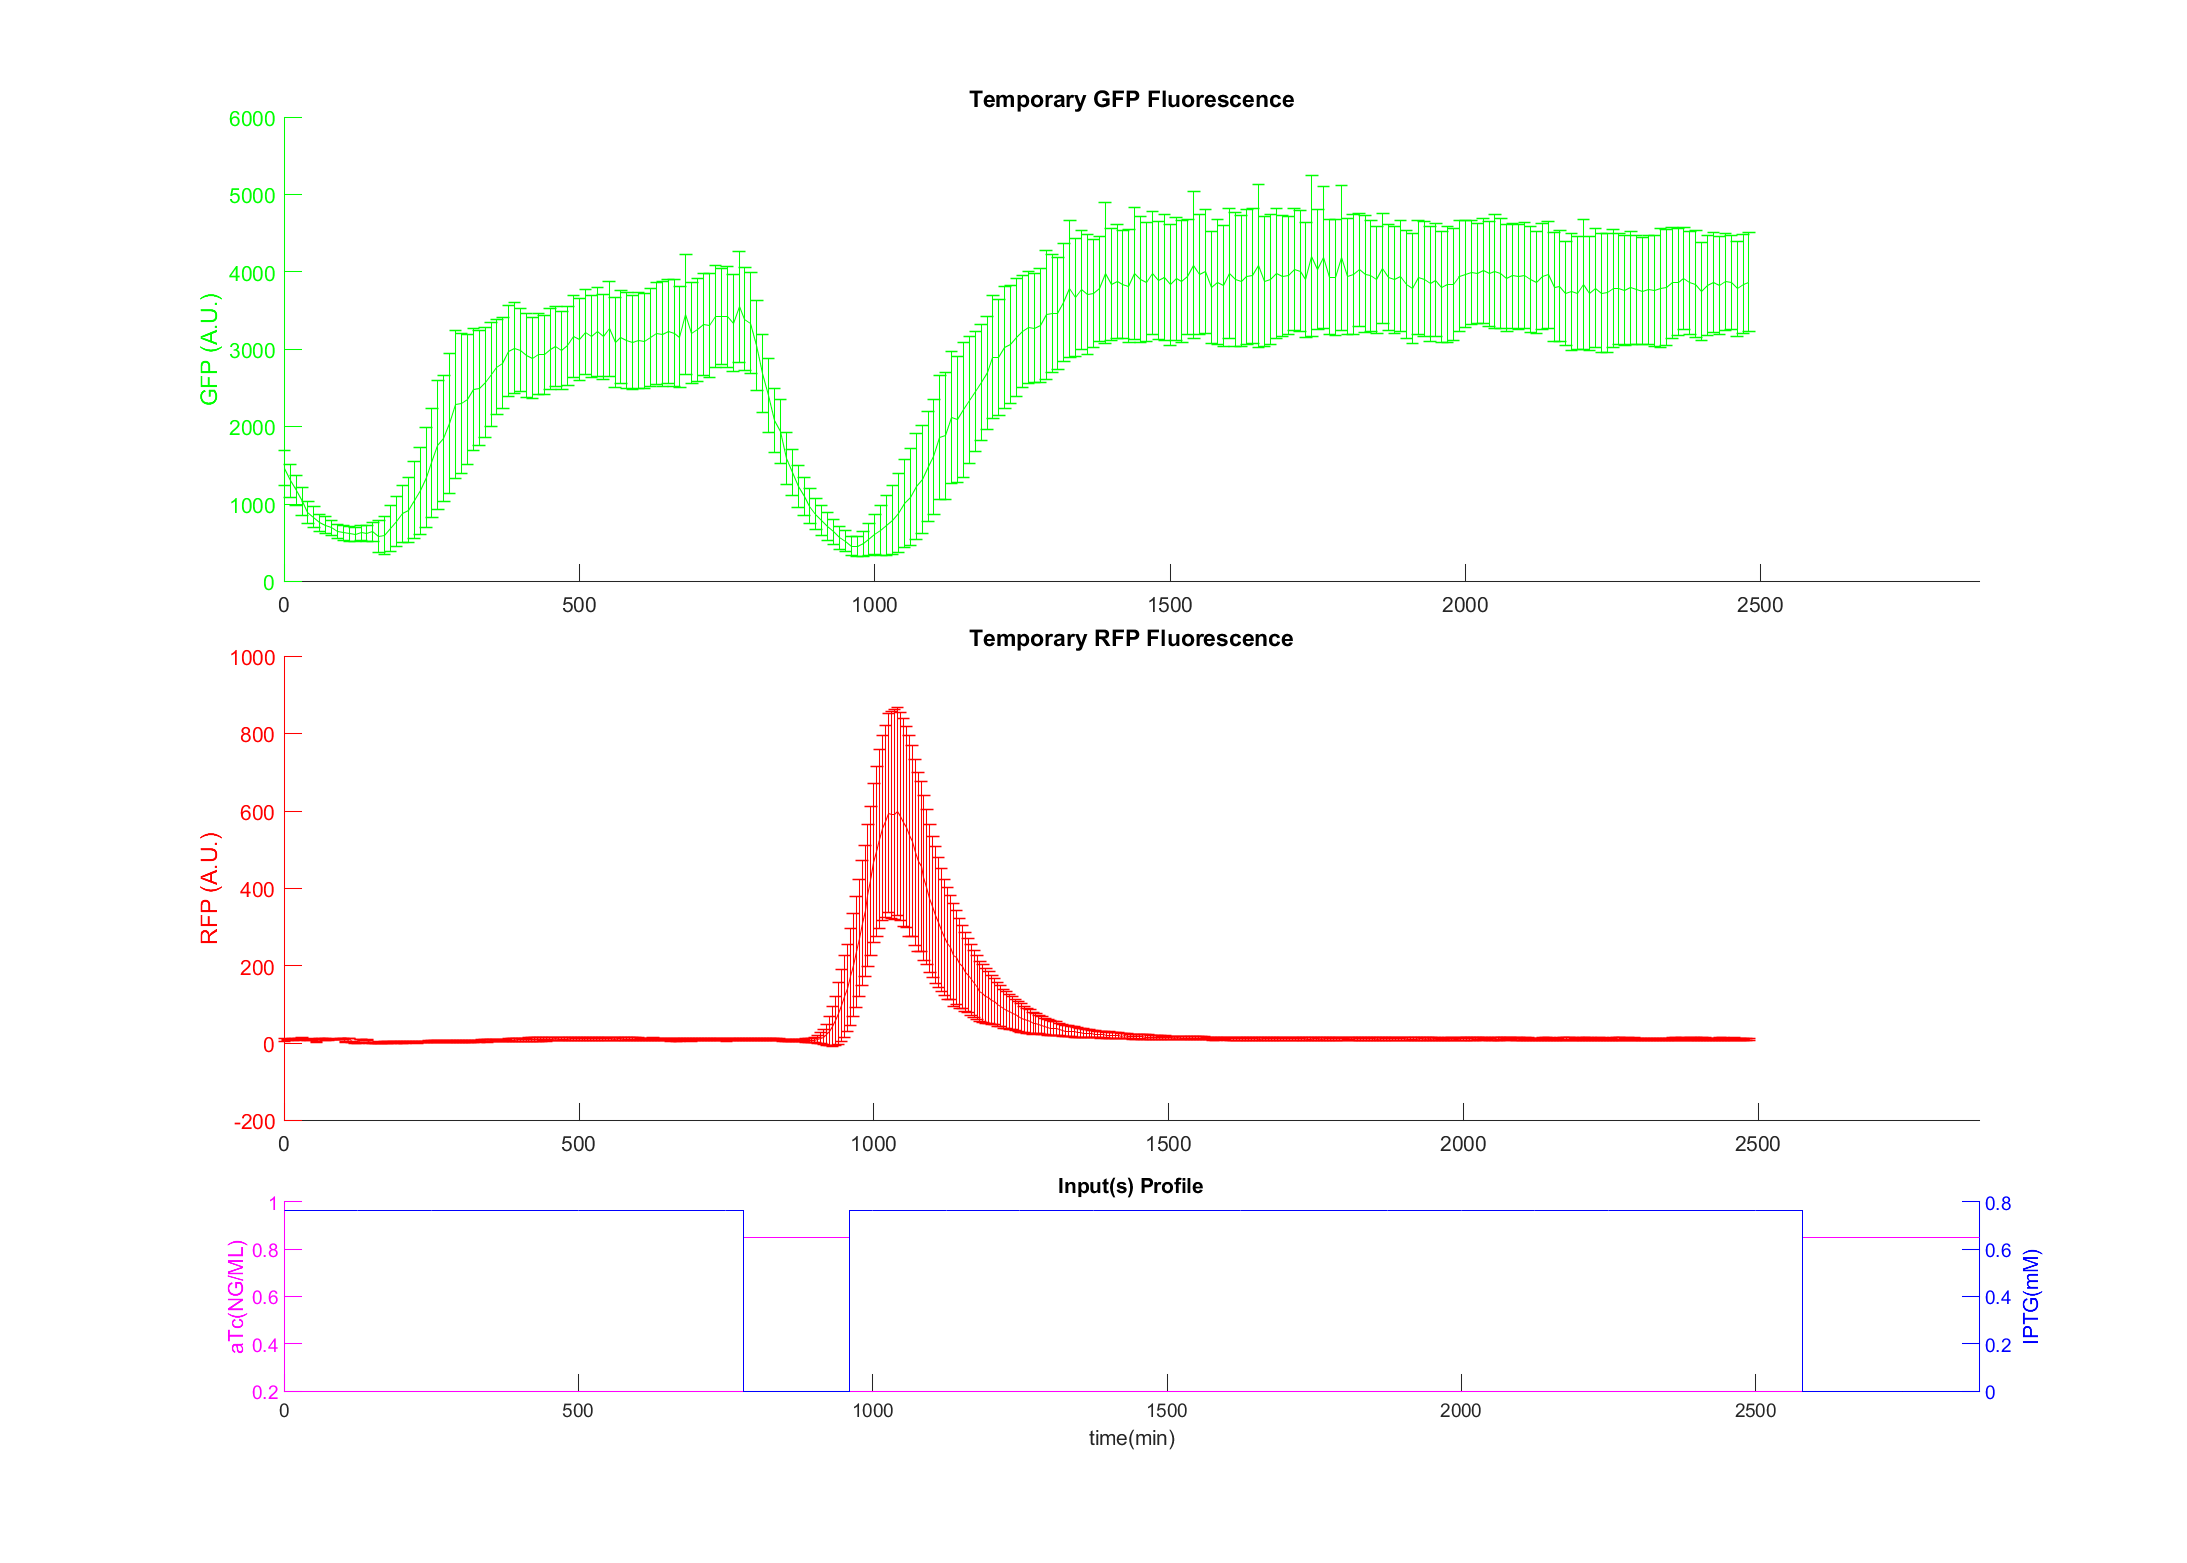 Temporary GFP Fluorescence
6000
5000
4000
3000
2000
1000
0
GFP (A.U.)
0 500 1000 1500 2000 2500
Temporary RFP Fluorescence
1000
800
600
400
200
0
-200
RFP (A.U.)
0 500 1000 1500 2000 2500
Input(s) Profile
1
0.8
0.6
0.4
0.2
aTc(NG/ML)
0.8
0.6
0.4
0.2
0
IPTG(mM)
0 500 1000 1500 2000 2500
time(min)